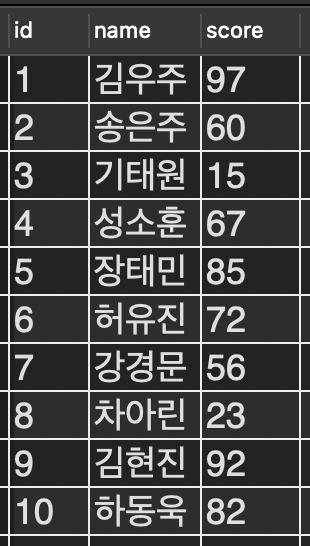 id name score
1 김우주 97
2 송은주 60
3 기태원 15
4 성소훈 67
5 장태민 85
6 허유진 72
7 강경문 56
8 차아린 23
9 김현진 92
10 하동욱 82